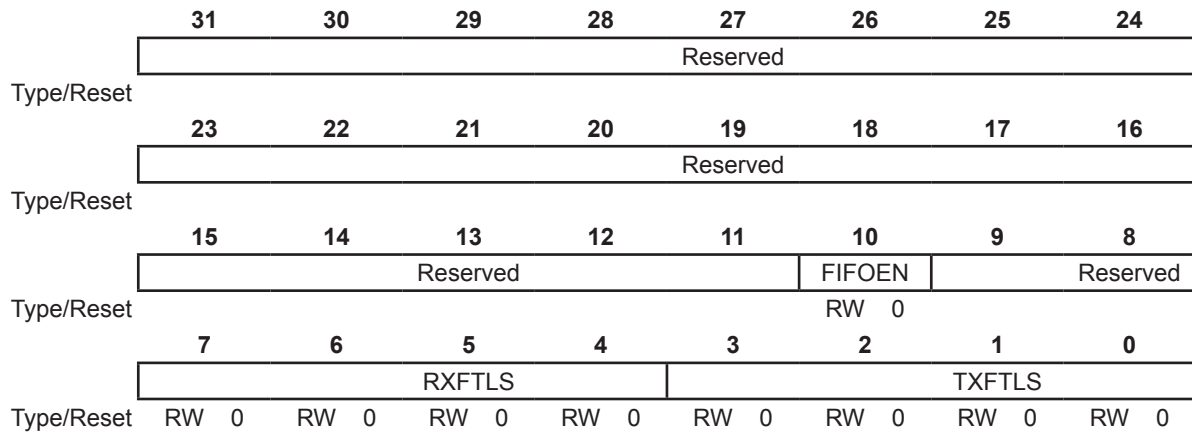 31 30 29 28 27 26 25 24
Reserved
Type/Reset
23 22 21 20 19 18 17 16
Reserved
Type/Reset
15 14 13 12 11 10 9 8
Reserved FIFOEN Reserved
Type/Reset RW 0
7 6 5 4 3 2 1 0
RXFTLS TXFTLS
Type/Reset RW 0 RW 0 RW 0 RW 0 RW 0 RW 0 RW 0 RW 0